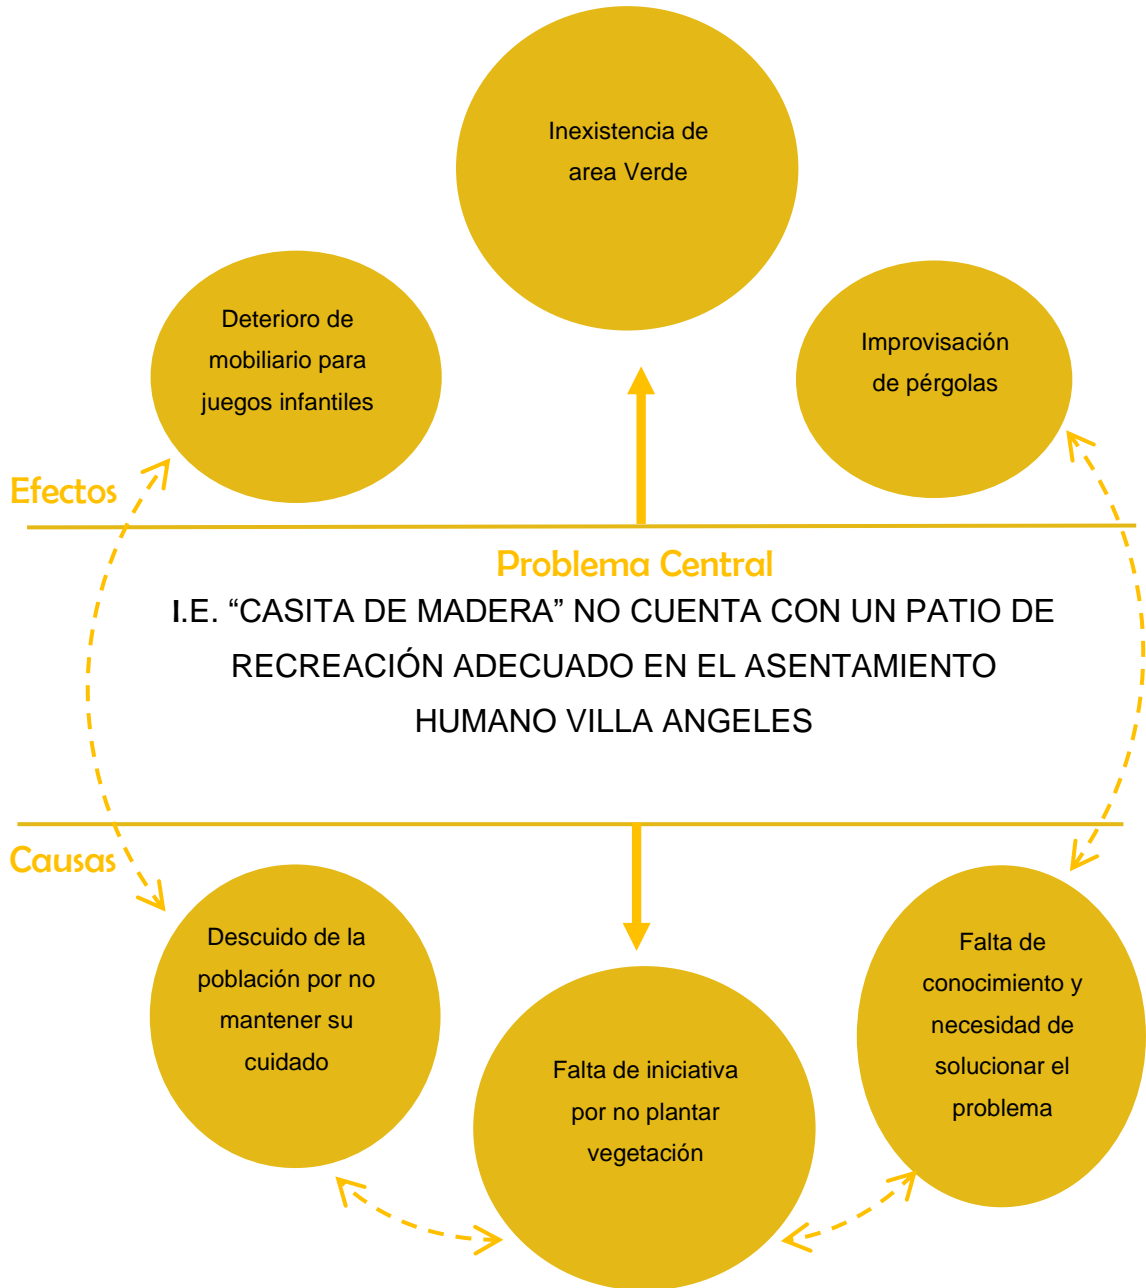 Inexistencia de
area Verde
Deterioro de
mobiliario para
juegos infantiles
Improvisación
de pérgolas
Efectos
Problema Central
I.E. “CASITA DE MADERA” NO CUENTA CON UN PATIO DE
RECREACIÓN ADECUADO EN EL ASENTAMIENTO
HUMANO VILLA ANGELES
Causas
Descuido de la
población por no
mantener su
cuidado
Falta de iniciativa
por no plantar
vegetación
Falta de
conocimiento y
necesidad de
solucionar el
problema